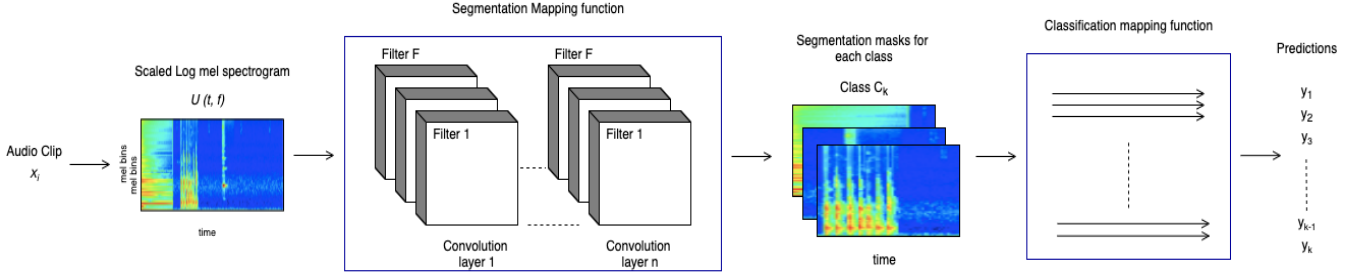 Segmentation Mapping function
Classification mapping function
Segmentation masks for
each class
Class Ck
Predictions
Scaled Log mel spectrogram
U (t, f)
Filter F
Filter F
Filter 1
Filter 1
Audio Clip
xi
mel bins
mel bins
time
Convolution
layer 1
Convolution
layer n
time
y1
y2
y3
yk-1
yk